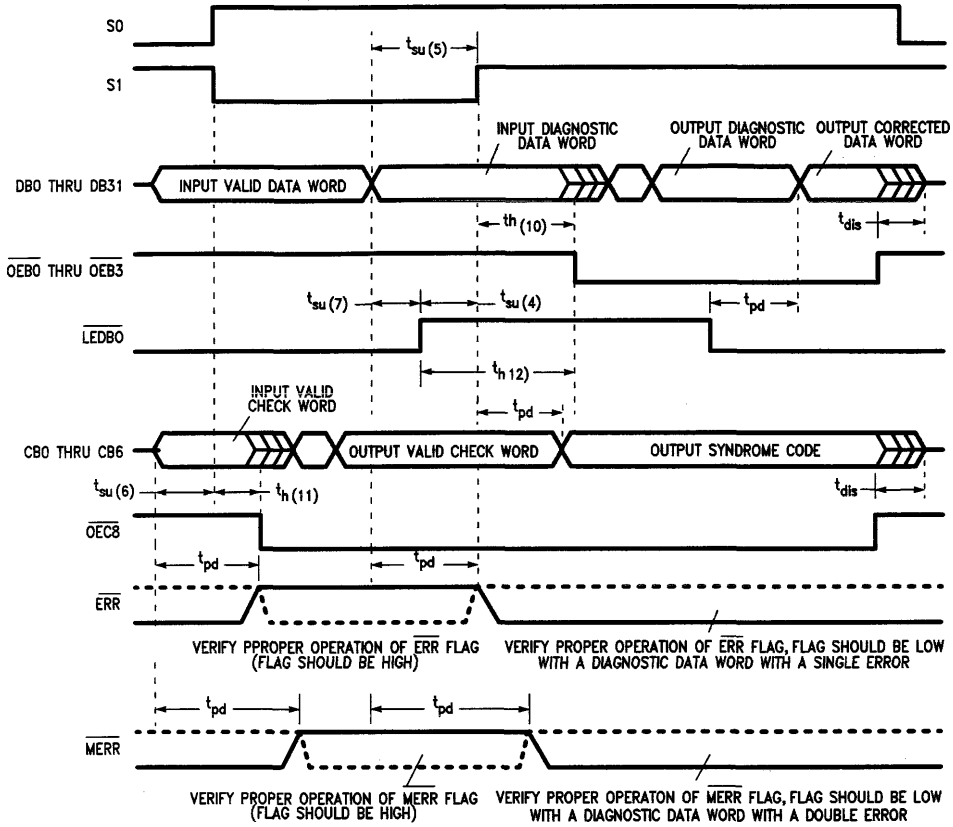 S0
tsu(5)
S1
INPUT DIAGNOSTIC DATA WORD
OUTPUT DIAGNOSTIC DATA WORD
OUTPUT CORRECTED DATA WORD
DB0 THRU DB31
INPUT VALID DATA WORD
th(10)
tdis
OEB0 THRU OEB3
tsu(7)
tsu(4)
tpd
LEDBO
th12)
INPUT VALID CHECK WORD
tpd
CB0 THRU CB6
OUTPUT VALID CHECK WORD
OUTPUT SYNDROME CODE
tsu(6)
th(11)
tdis
OEC8
tpd
tpd
ERR
VERIFY PPROPER OPERATION OF ERR FLAG
(FLAG SHOULD BE HIGH)
VERIFY PROPER OPERATION OF ERR FLAG, FLAG SHOULD BE LOW
WITH A DIAGNOSTIC DATA WORD WITH A SINGLE ERROR
tpd
tpd
MERR
VERIFY PROPER OPERATION OF MERR FLAG
(FLAG SHOULD BE HIGH)
VERIFY PROPER OPERATON OF MERR FLAG, FLAG SHOULD BE LOW
WITH A DIAGNOSTIC DATA WORD WITH A DOUBLE ERROR